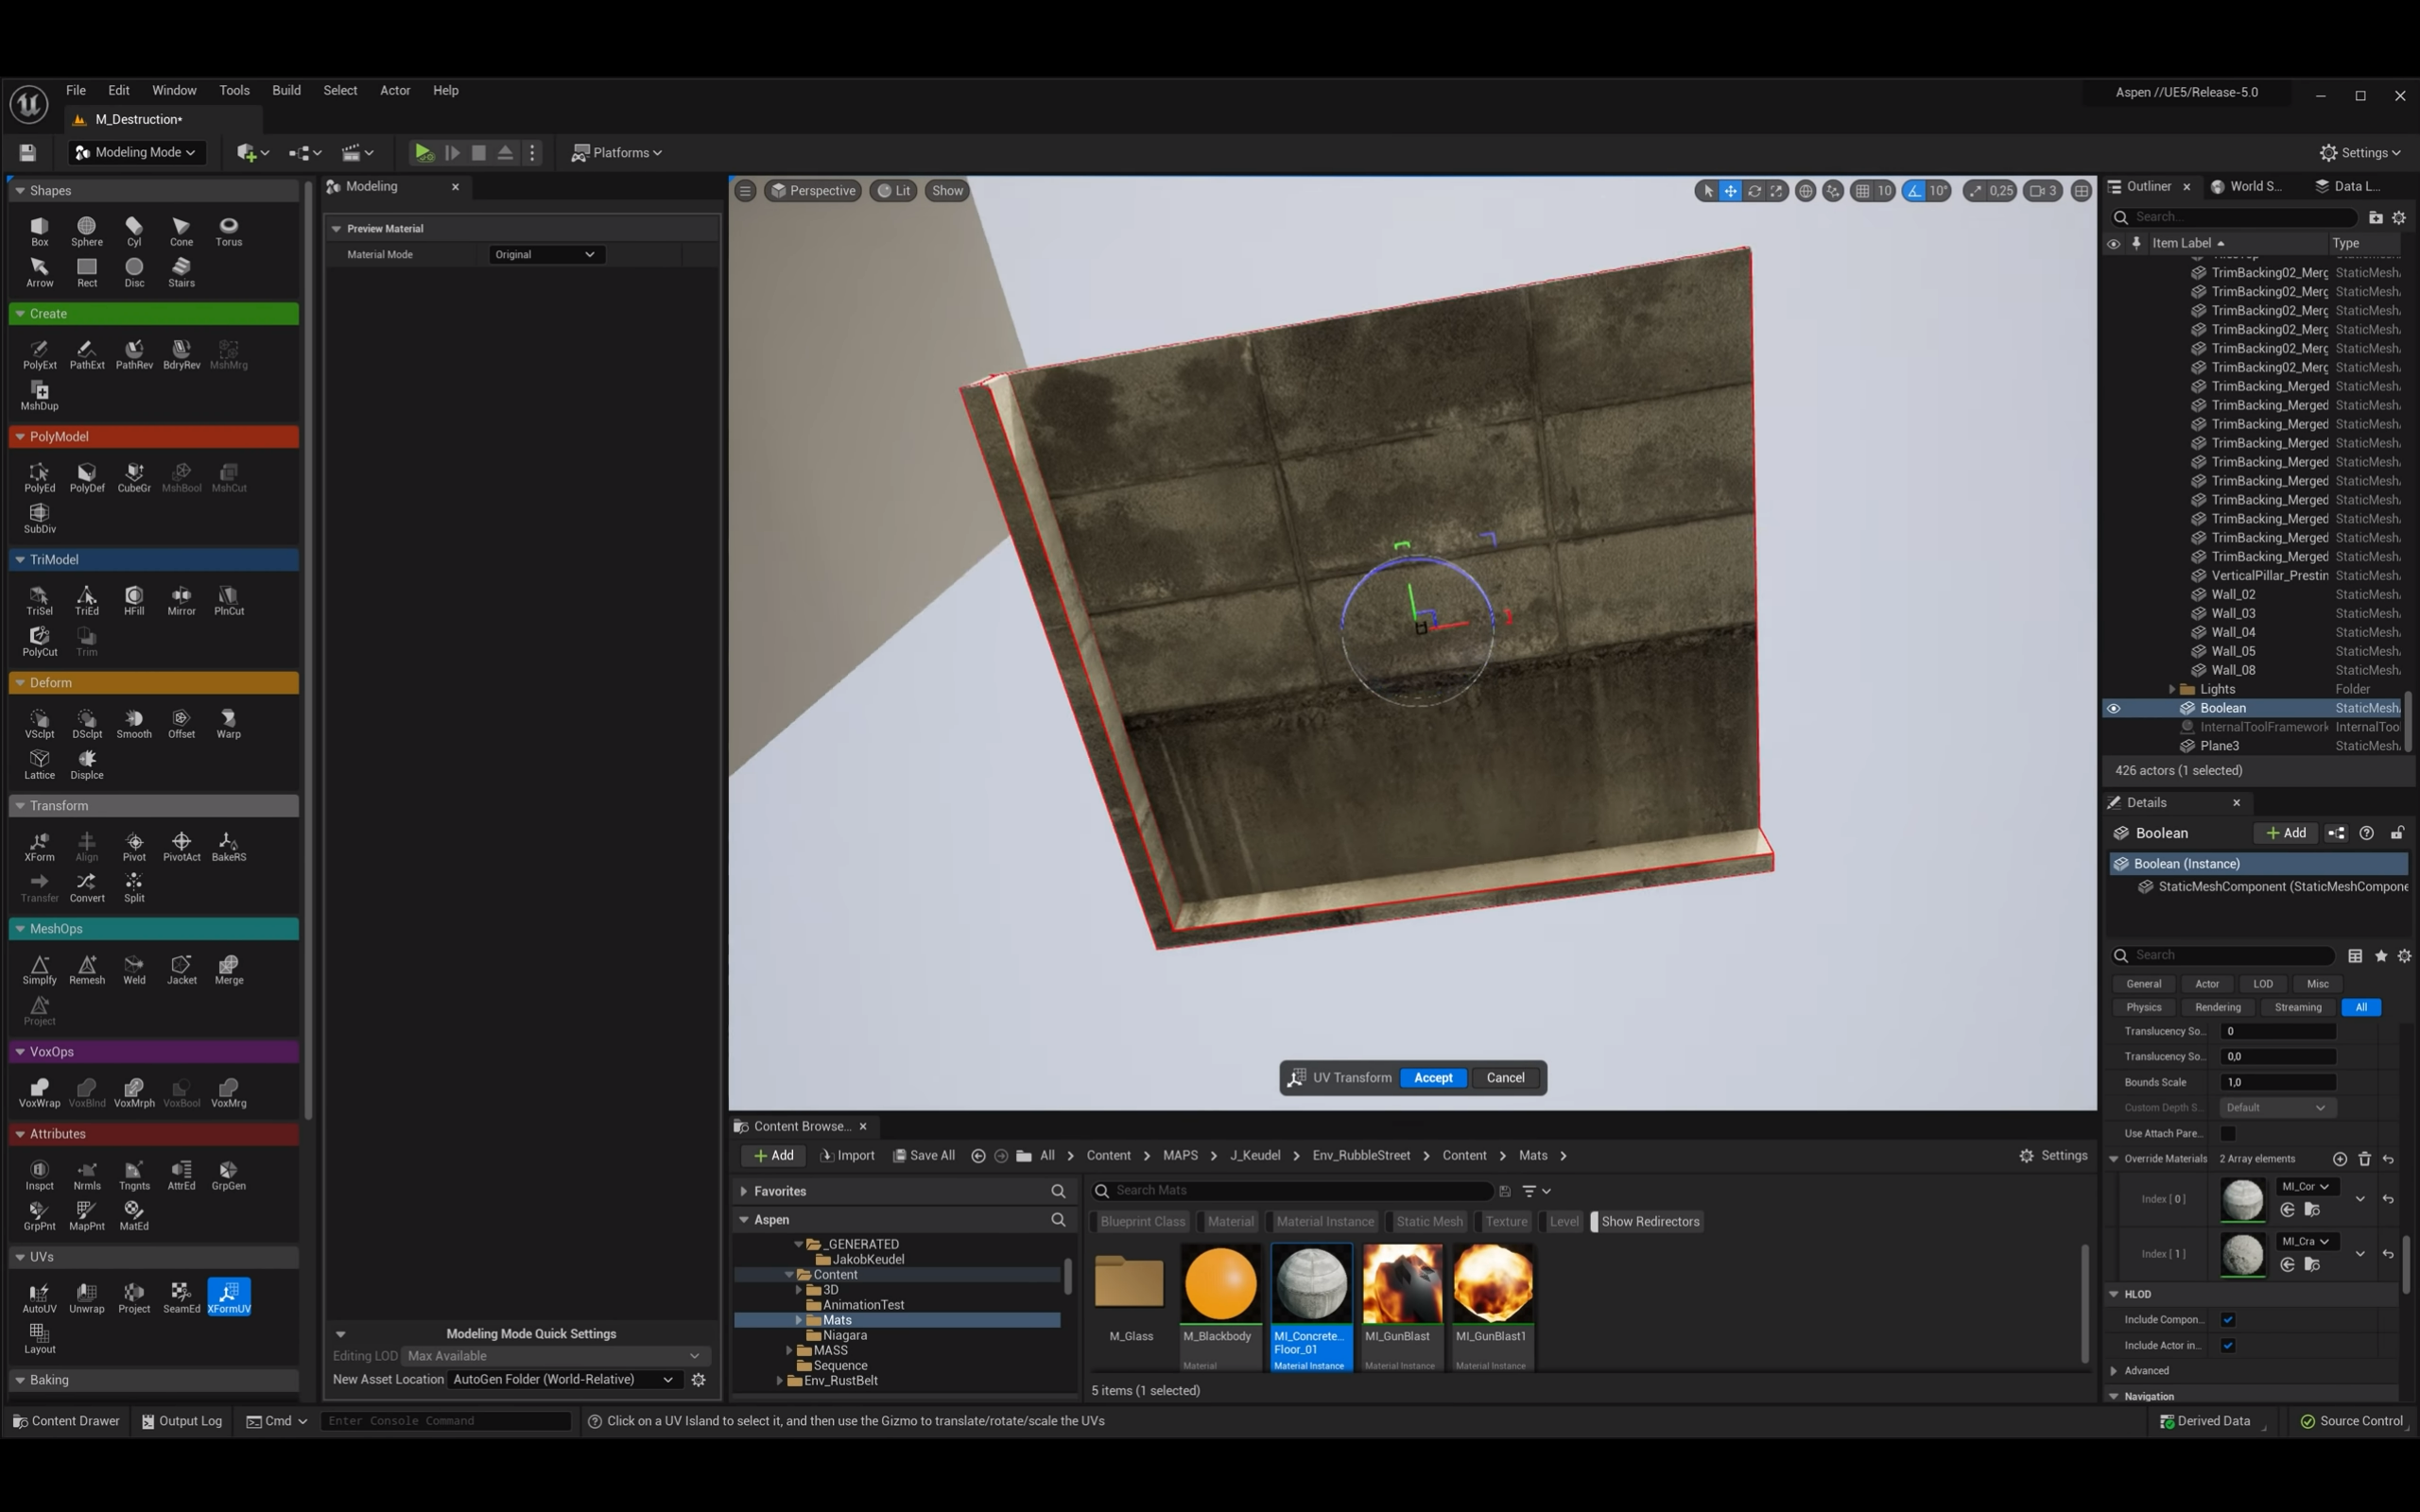 File Edit Window Tools Build Select Actor Help
Aspen //UE5/Release-5.0
M_Destruction*
Modeling Mode
Platforms
Settings
Shapes
Box Sphere Cyl Cone Torus
Arrow Rect Disc Stairs
Create
PolyExt PathExt PathRev BdryRev MshMrg
MshDup
PolyModel
PolyEd PolyDef CubeGr MshBool MshCut
SubDiv
TriModel
TriSel TriEd HFill Mirror PlnCut
PolyCut Trim
Deform
VSclpt DSclpt Smooth Offset Warp
Lattice Displce
Transform
XForm Align Pivot PivotAct BakeRS
Transfer Convert Split
MeshOps
Simplfy Remesh Weld Jacket Merge
Project
VoxOps
VoxWrap VoxBlnd VoxMrph VoxBool VoxMrg
Attributes
Inspct Nrmls Tngnts AttrEd GrpGen
GrpPnt MapPnt MatEd
UVs
AutoUV Unwrap Project SeamEd XFormUV
Layout
Baking
Modeling
Preview Material
Material Mode Original
Modeling Mode Quick Settings
Editing LOD Max Available
New Asset Location AutoGen Folder (World-Relative)
Perspective Lit Show
10 10° 0,25 3
UV Transform Accept Cancel
Outliner World S... Data L...
Search...
Item Label Type
TrimBacking02_Merg StaticMesh
TrimBacking02_Merg StaticMesh
TrimBacking02_Merg StaticMesh
TrimBacking02_Merg StaticMesh
TrimBacking02_Merg StaticMesh
TrimBacking02_Merg StaticMesh
TrimBacking_Merged StaticMesh
TrimBacking_Merged StaticMesh
TrimBacking_Merged StaticMesh
TrimBacking_Merged StaticMesh
TrimBacking_Merged StaticMesh
TrimBacking_Merged StaticMesh
TrimBacking_Merged StaticMesh
TrimBacking_Merged StaticMesh
TrimBacking_Merged StaticMesh
TrimBacking_Merged StaticMesh
VerticalPillar_Prestin StaticMesh
Wall_02 StaticMesh
Wall_03 StaticMesh
Wall_04 StaticMesh
Wall_05 StaticMesh
Wall_08 StaticMesh
Lights Folder
Boolean StaticMesh
InternalToolFramework InternalToo
Plane3 StaticMesh
426 actors (1 selected)
Details
Boolean Add
Boolean (Instance)
StaticMeshComponent (StaticMeshCompone
Search
General Actor LOD Misc
Physics Rendering Streaming All
Translucency So.. 0
Translucency So.. 0,0
Bounds Scale 1,0
Custom Depth S.. Default
Use Attach Pare..
Override Materials 2 Array elements
Index [ 0 ] MI_Cor
Index [ 1 ] MI_Cra
HLOD
Include Compon..
Include Actor in..
Advanced
Navigation
Content Browse...
Add Import Save All All Content MAPS J_Keudel Env_RubbleStreet Content Mats Settings
Favorites
Aspen
_GENERATED
JakobKeudel
Content
3D
AnimationTest
Mats
Niagara
MASS
Sequence
Env_RustBelt
Search Mats
Blueprint Class Material Material Instance Static Mesh Texture Level Show Redirectors
M_Glass
M_Blackbody
Material
MI_Concrete...
Floor_01
Material Instance
MI_GunBlast
Material Instance
MI_GunBlast1
Material Instance
5 items (1 selected)
Content Drawer Output Log Cmd Enter Console Command Click on a UV Island to select it, and then use the Gizmo to translate/rotate/scale the UVs Derived Data Source Control